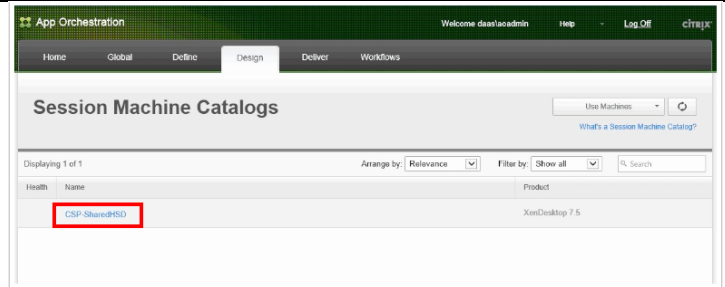 App Orchestration Welcome daas\acadmin Help Log Off CITRIX
Home Global Define Design Deliver Workflows
Session Machine Catalogs
Use Machines
What's a Session Machine Catalog?
Displaying 1 of 1 Arrange by: Relevance Filter by: Show all Search
Health Name Product
CSP-SharedHSD XenDesktop 7.5